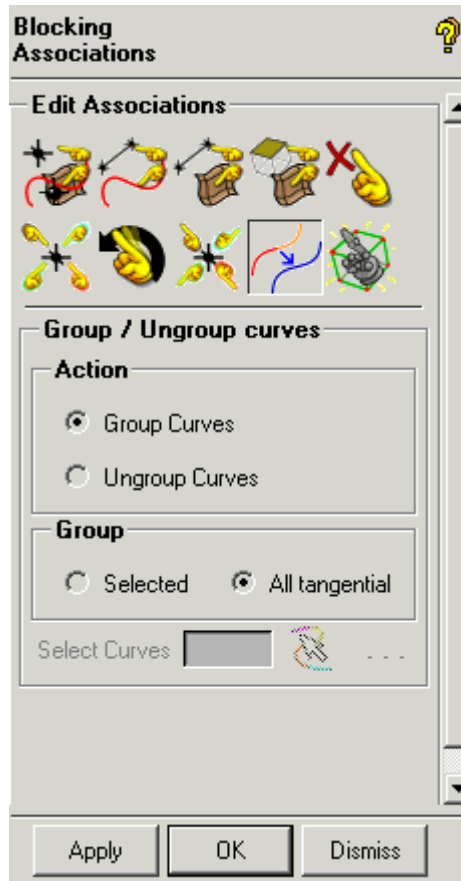 Blocking
Associations
Edit Associations
Group / Ungroup curves
Action
Group Curves
Ungroup Curves
Group
Selected All tangential
Select Curves ...
Apply OK Dismiss